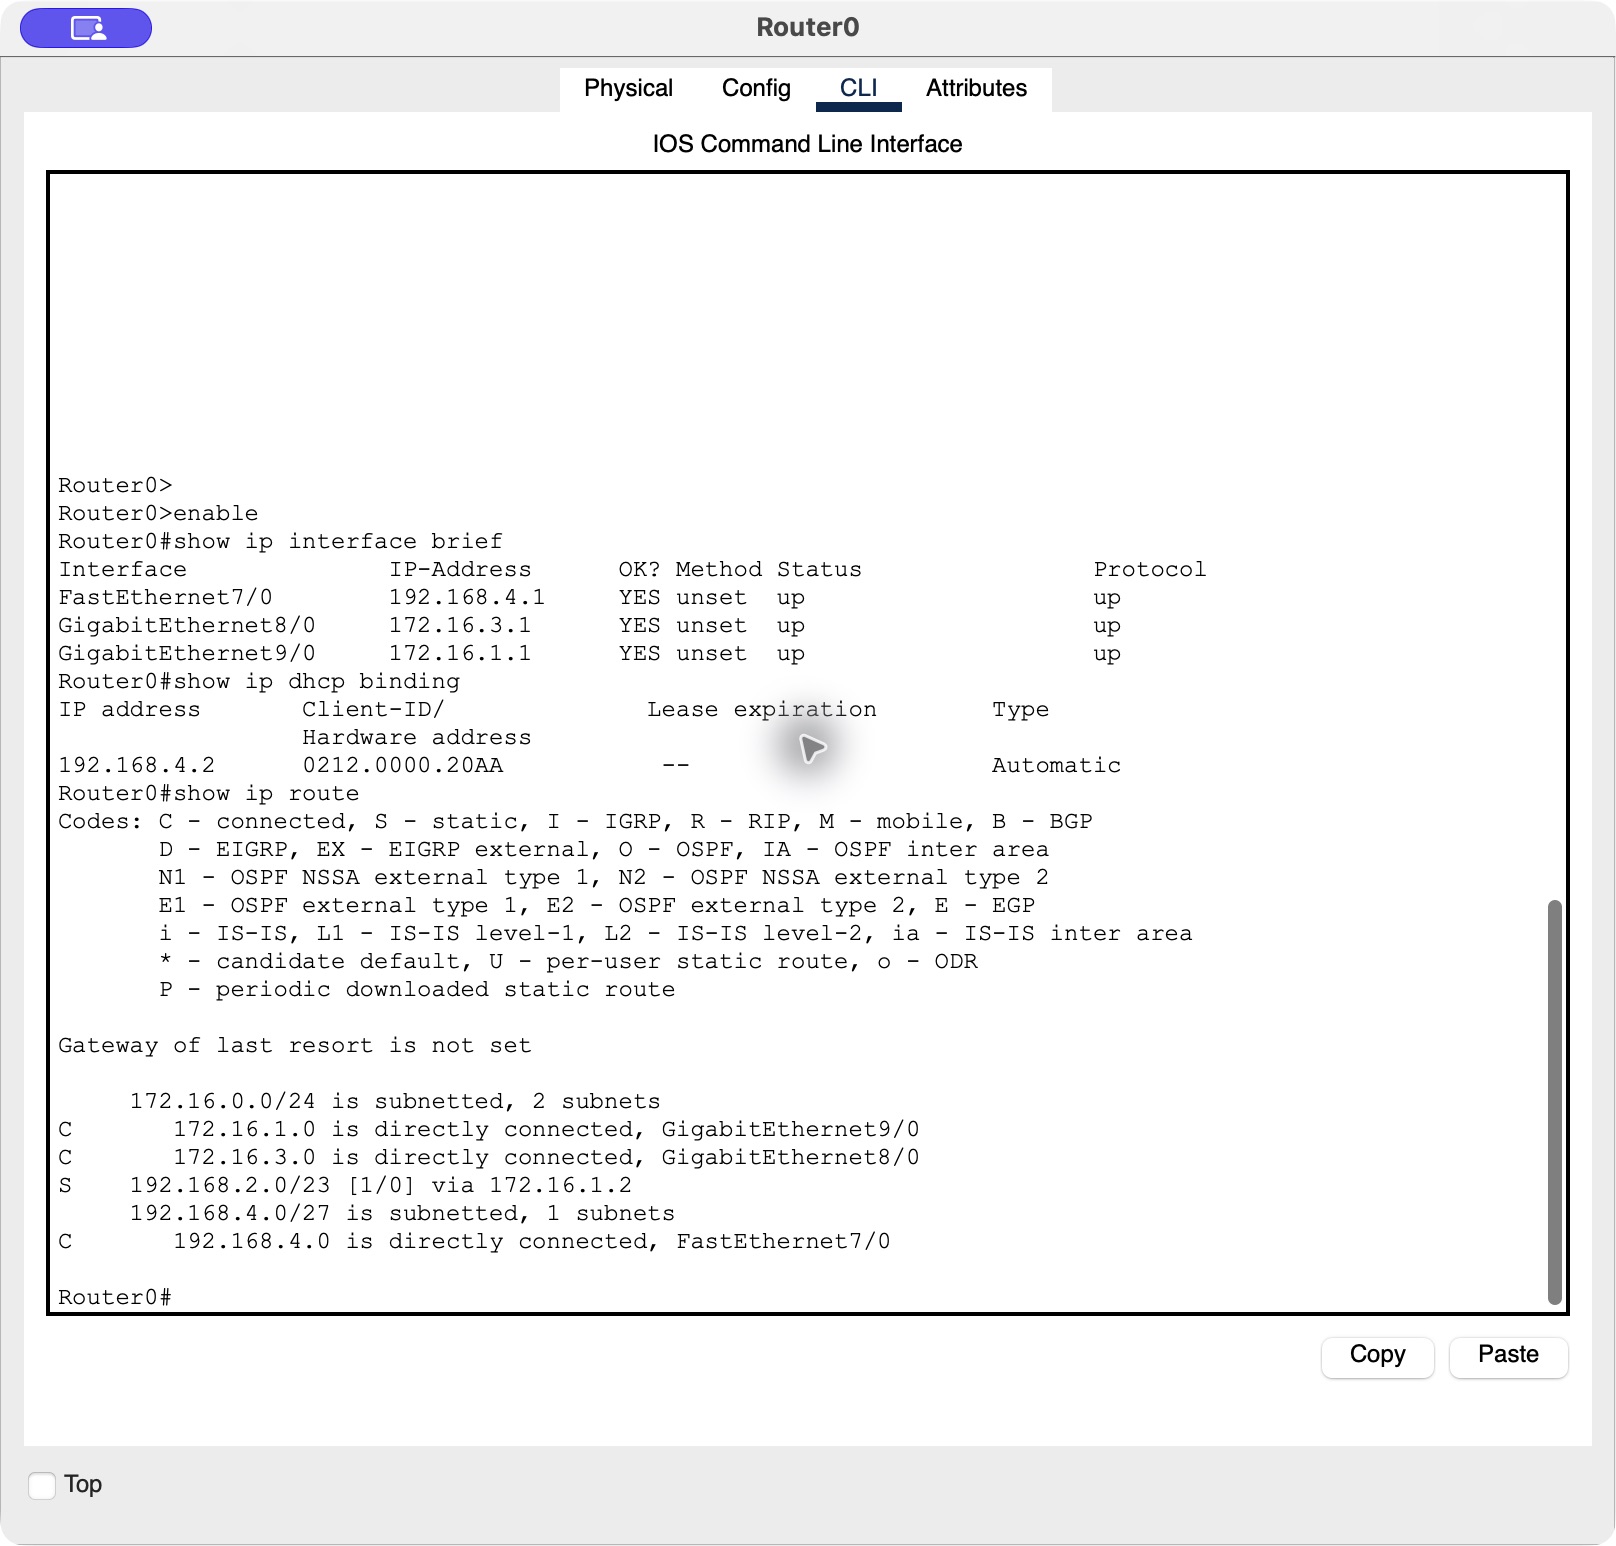 Router0
Physical Config CLI Attributes
IOS Command Line Interface
Router0>
Router0>enable
Router0#show ip interface brief
Interface              IP-Address      OK? Method Status                Protocol
FastEthernet7/0        192.168.4.1     YES unset  up                    up
GigabitEthernet8/0     172.16.3.1      YES unset  up                    up
GigabitEthernet9/0     172.16.1.1      YES unset  up                    up
Router0#show ip dhcp binding
IP address       Client-ID/              Lease expiration        Type
                 Hardware address
192.168.4.2      0212.0000.20AA           --                     Automatic
Router0#show ip route
Codes: C - connected, S - static, I - IGRP, R - RIP, M - mobile, B - BGP
       D - EIGRP, EX - EIGRP external, O - OSPF, IA - OSPF inter area
       N1 - OSPF NSSA external type 1, N2 - OSPF NSSA external type 2
       E1 - OSPF external type 1, E2 - OSPF external type 2, E - EGP
       i - IS-IS, L1 - IS-IS level-1, L2 - IS-IS level-2, ia - IS-IS inter area
       * - candidate default, U - per-user static route, o - ODR
       P - periodic downloaded static route
Gateway of last resort is not set
     172.16.0.0/24 is subnetted, 2 subnets
C       172.16.1.0 is directly connected, GigabitEthernet9/0
C       172.16.3.0 is directly connected, GigabitEthernet8/0
S    192.168.2.0/23 [1/0] via 172.16.1.2
     192.168.4.0/27 is subnetted, 1 subnets
C       192.168.4.0 is directly connected, FastEthernet7/0
Router0#
Copy Paste
Top